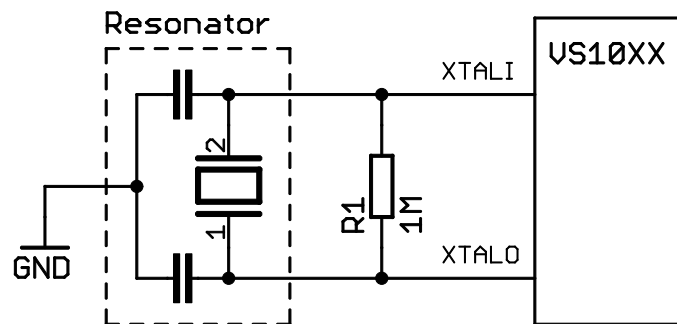 Resonator
VS10XX
XTALI
2
R1
1M
1
XTALO
GND